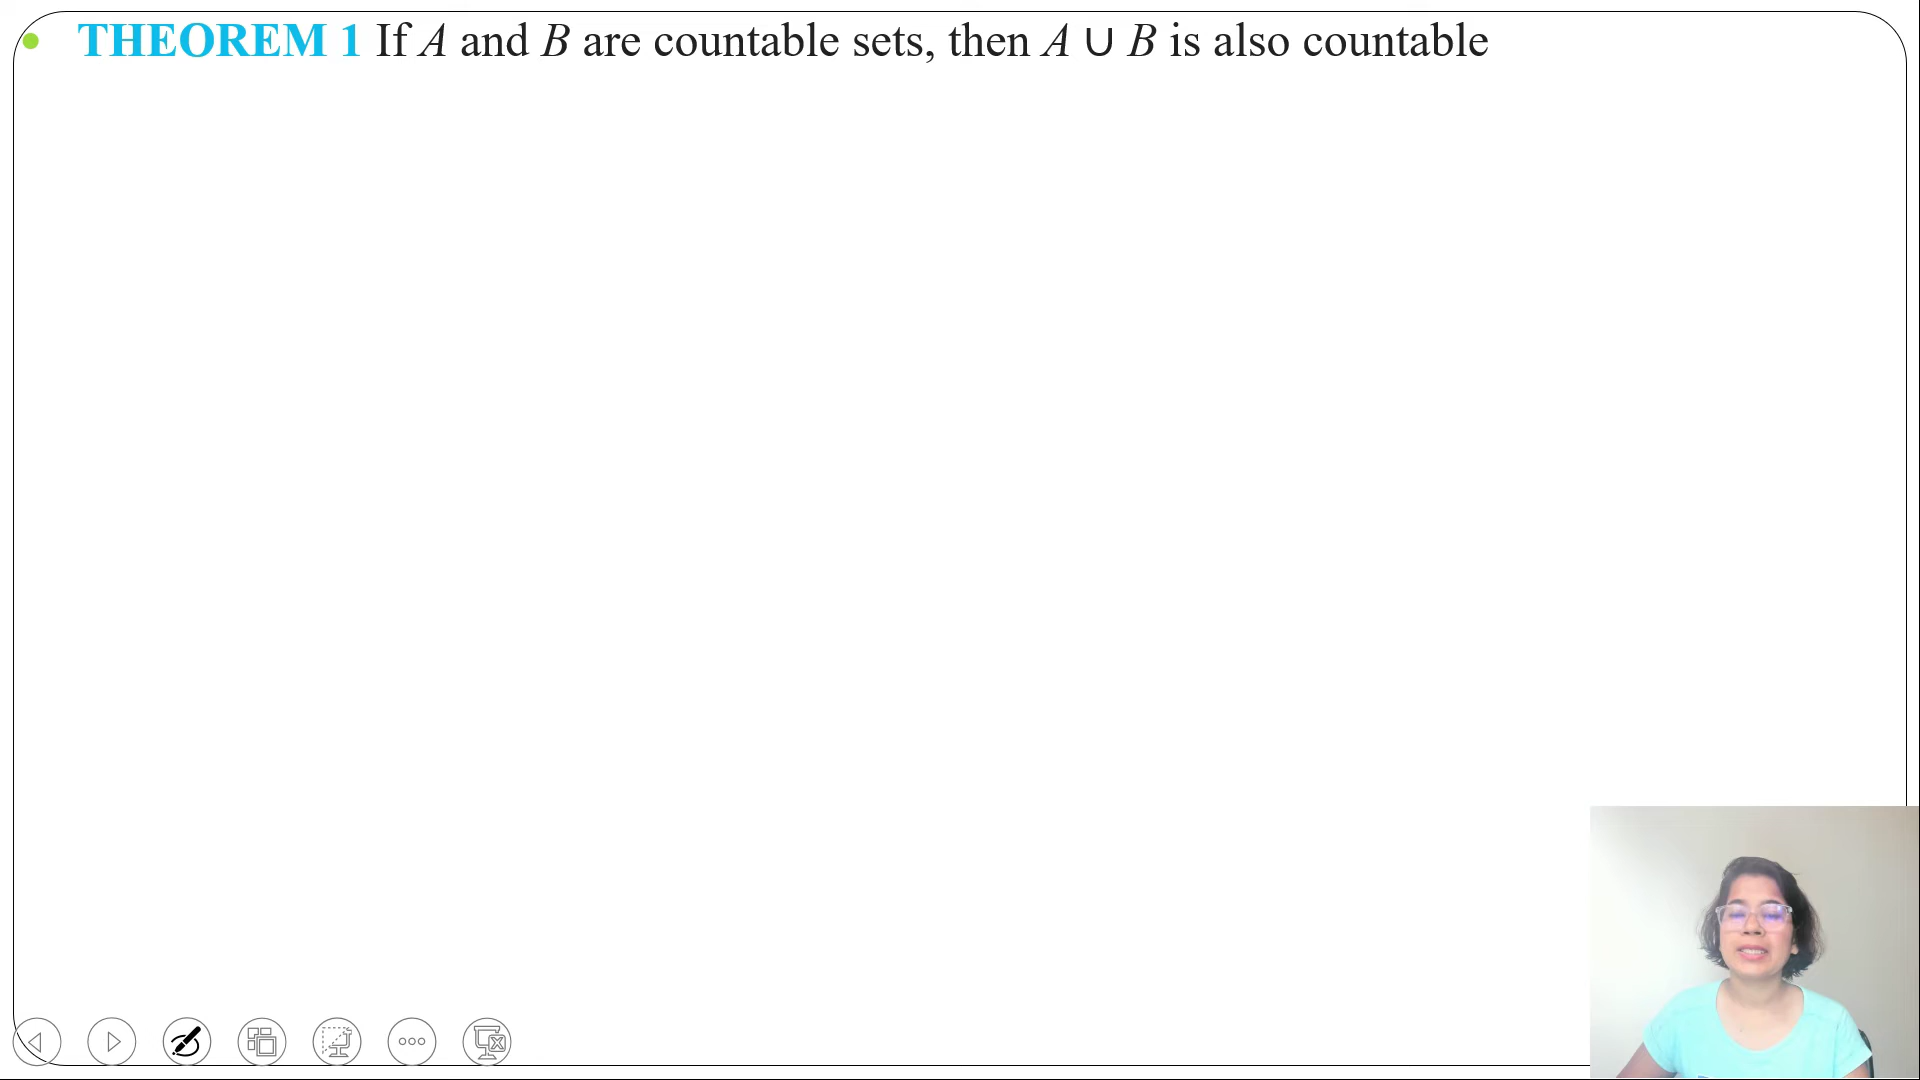 THEOREM 1 If A and B are countable sets, then A ∪ B is also countable